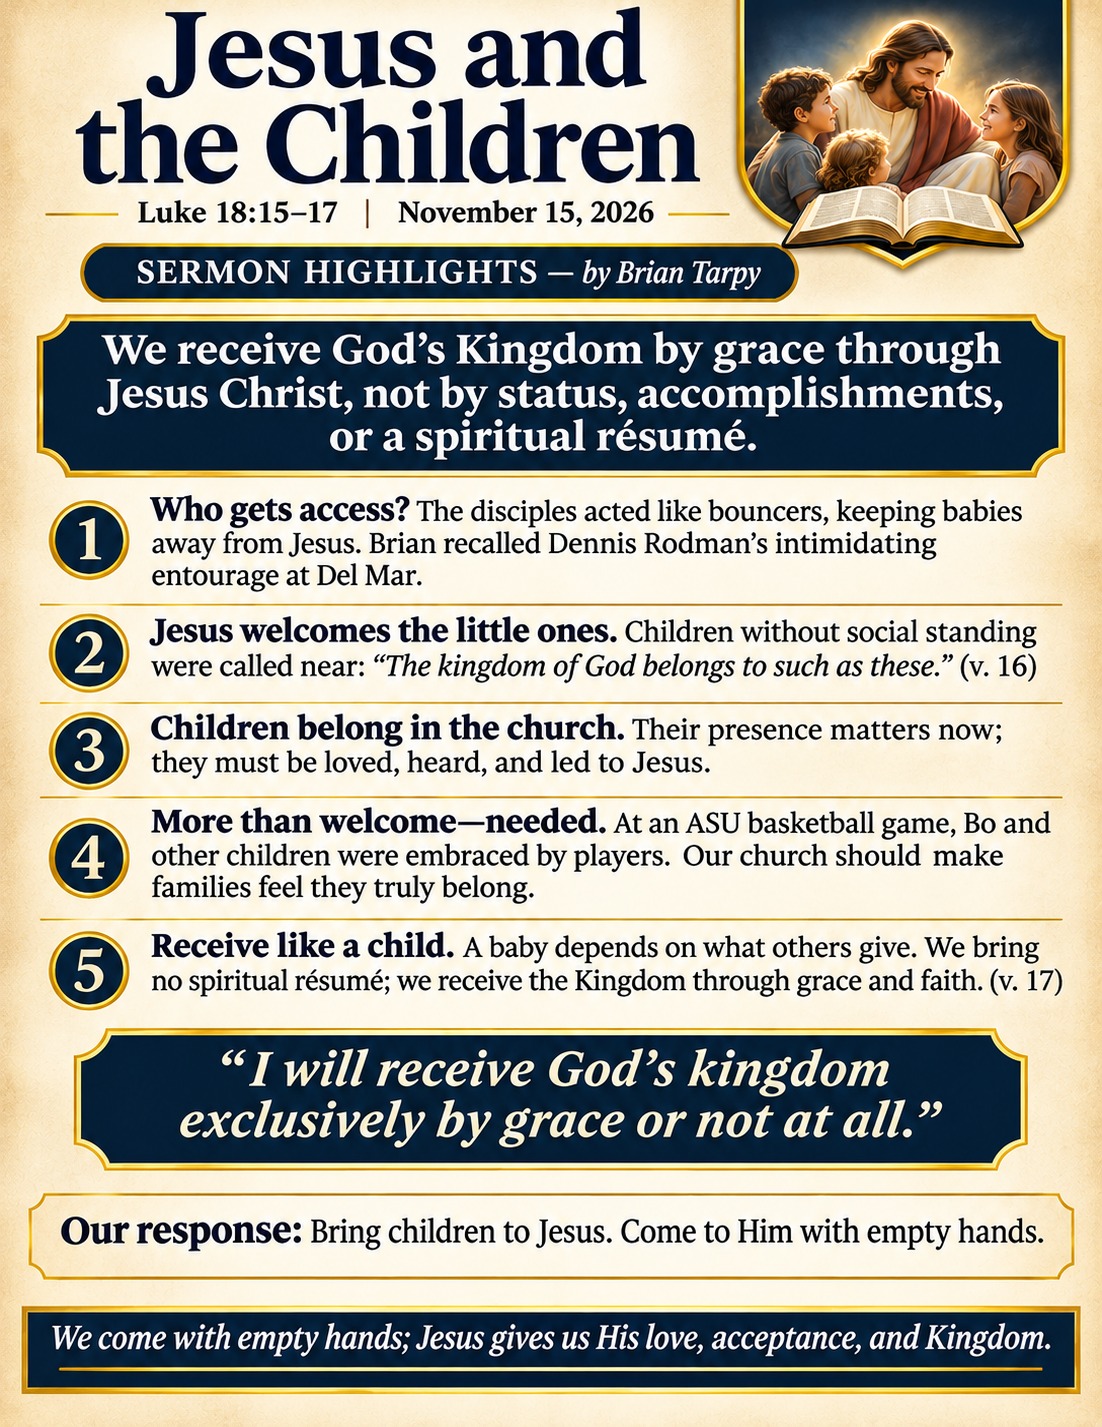 Jesus and
the Children
Luke 18:15–17 | November 15, 2026
SERMON HIGHLIGHTS — by Brian Tarpy
We receive God’s Kingdom by grace through
Jesus Christ, not by status, accomplishments,
or a spiritual résumé.
1 Who gets access? The disciples acted like bouncers, keeping babies
away from Jesus. Brian recalled Dennis Rodman’s intimidating
entourage at Del Mar.
2 Jesus welcomes the little ones. Children without social standing
were called near: “The kingdom of God belongs to such as these.” (v. 16)
3 Children belong in the church. Their presence matters now;
they must be loved, heard, and led to Jesus.
4 More than welcome—needed. At an ASU basketball game, Bo and
other children were embraced by players. Our church should make
families feel they truly belong.
5 Receive like a child. A baby depends on what others give. We bring
no spiritual résumé; we receive the Kingdom through grace and faith. (v. 17)
“I will receive God’s kingdom
exclusively by grace or not at all.”
Our response: Bring children to Jesus. Come to Him with empty hands.
We come with empty hands; Jesus gives us His love, acceptance, and Kingdom.